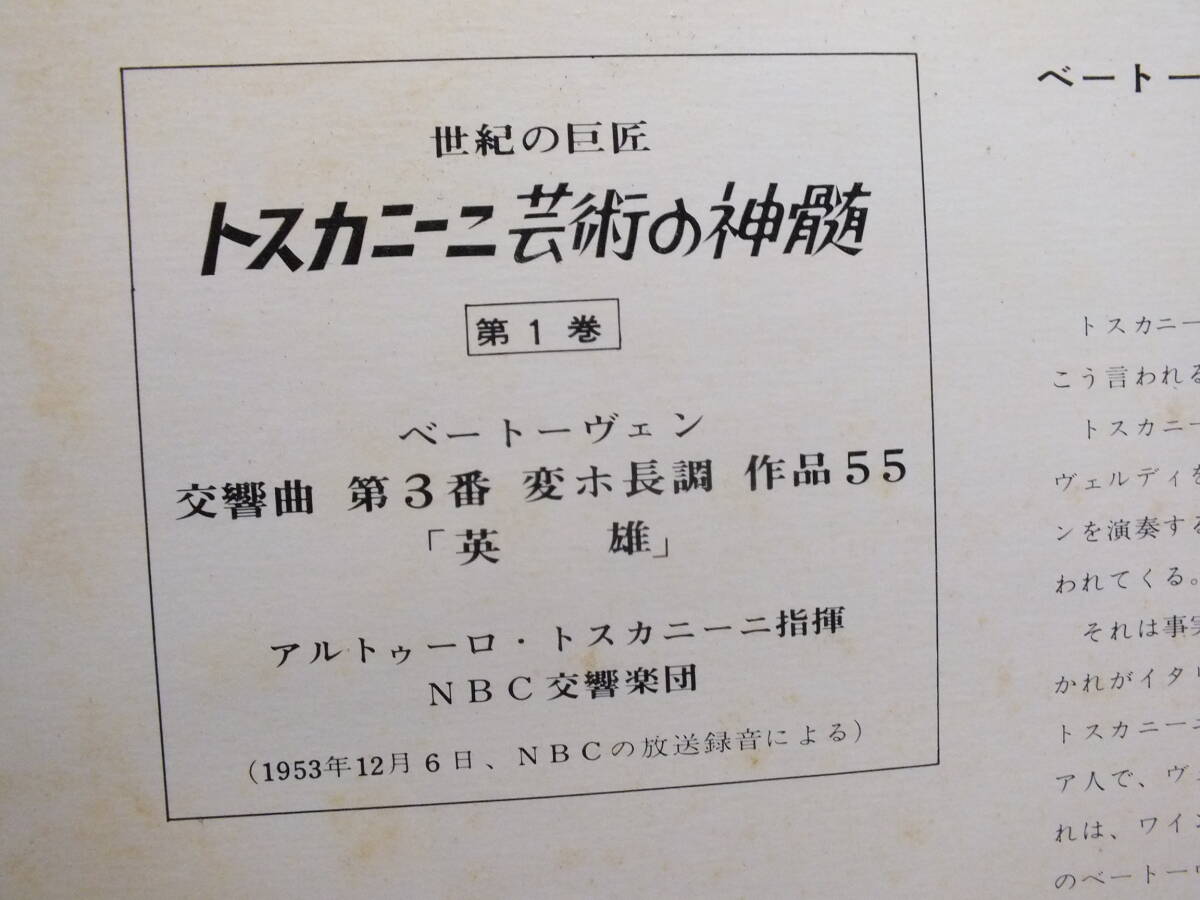 世紀の巨匠
トスカニーニ芸術の神髄
第1巻
ベートーヴェン
交響曲 第3番 変ホ長調 作品55
「英 雄」
アルトゥーロ・トスカニーニ指揮
NBC交響楽団
(1953年12月6日、NBCの放送録音による)
ベートー
トスカニー
こう言われる
トスカニー
ヴェルディを
ンを演奏する
われてくる。
それは事実
かれがイタリ
トスカニーニ
ア人で、ヴェ
れは、ワイン
のベートーヴ